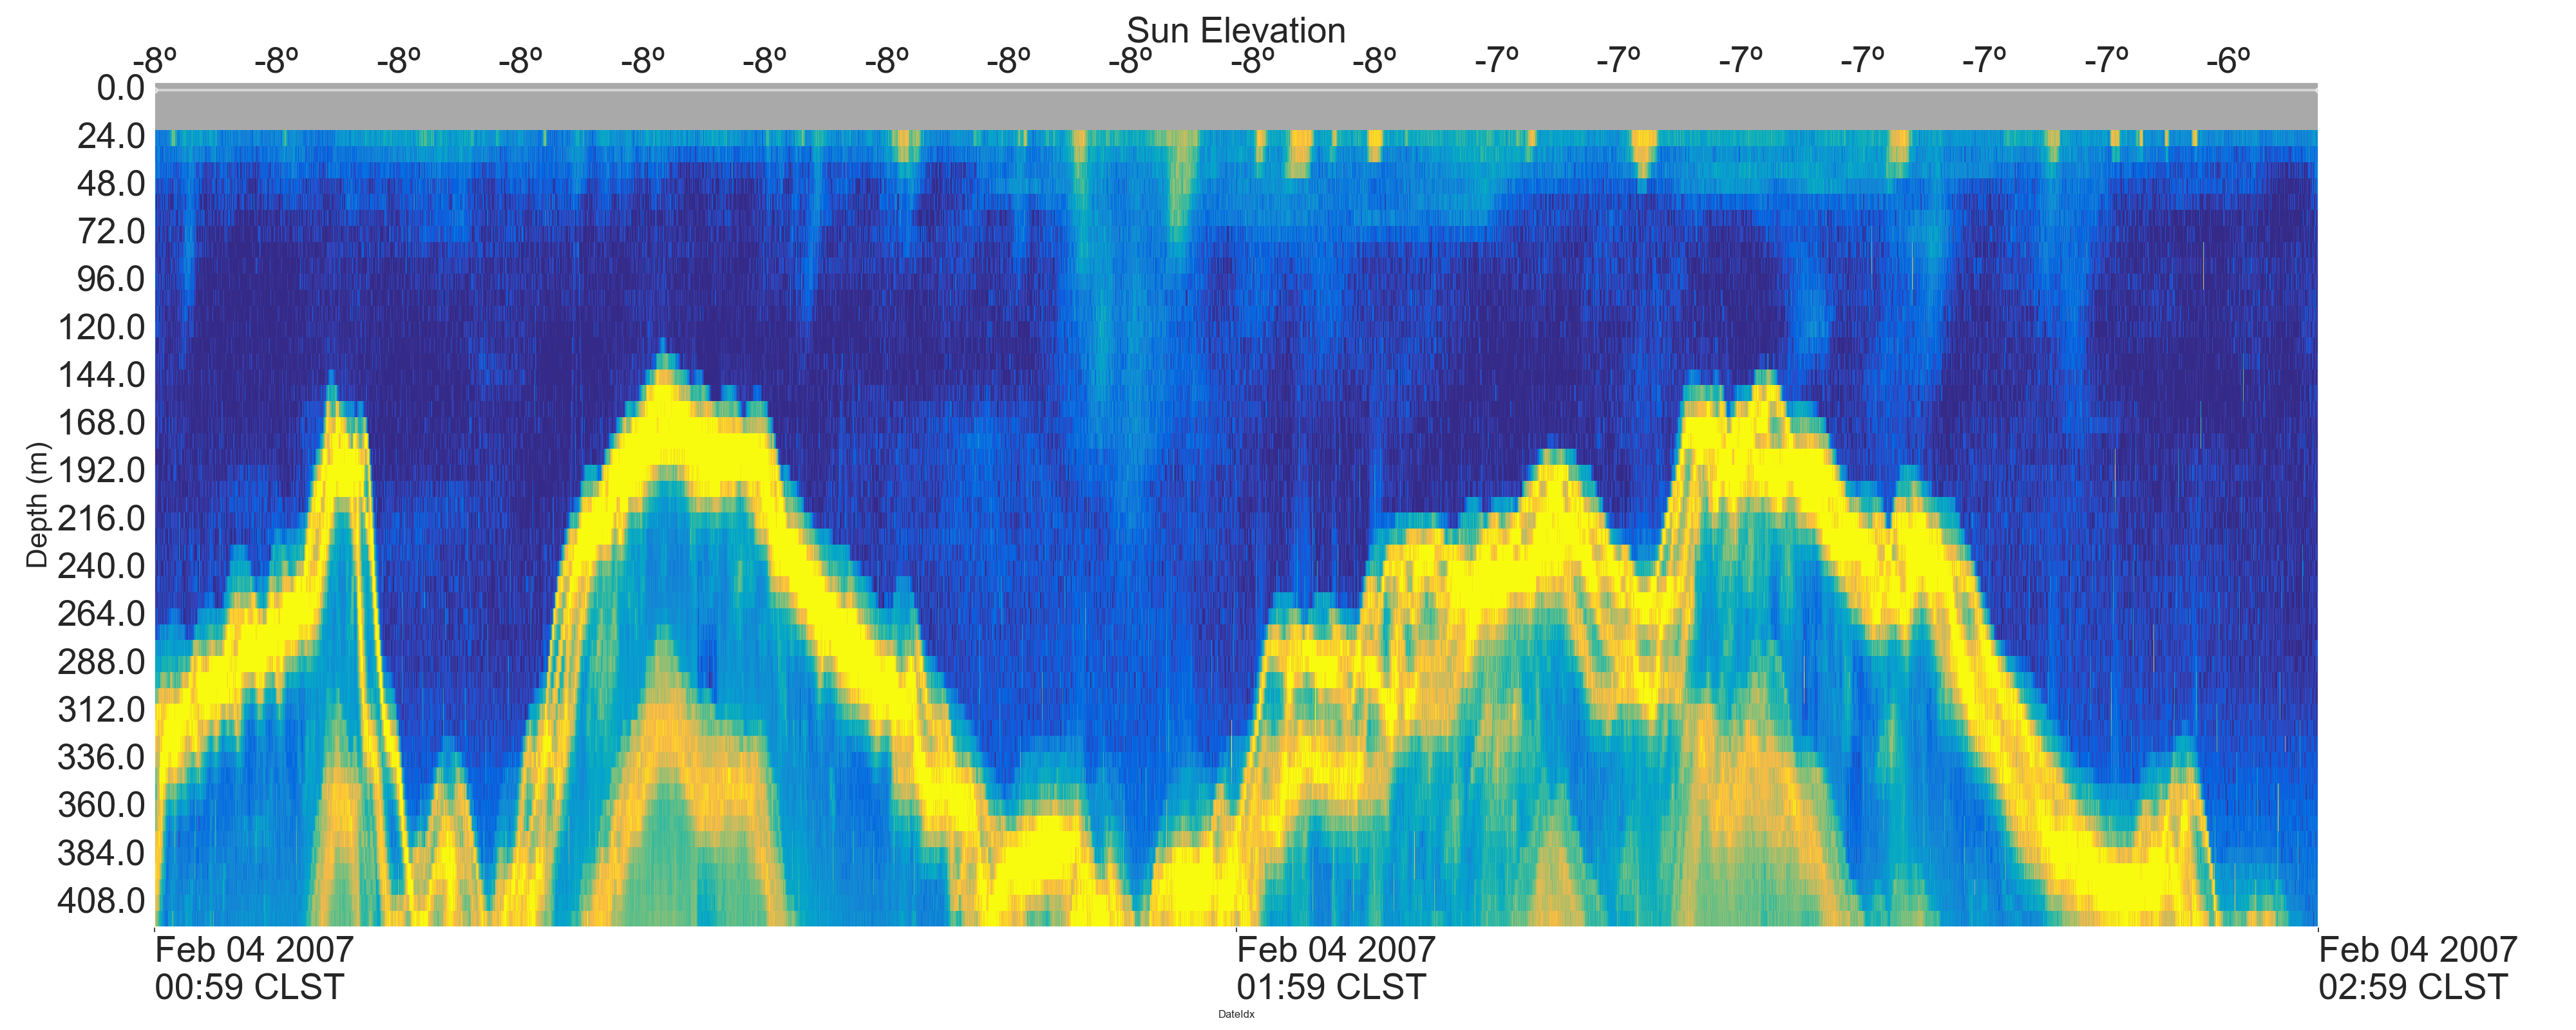 Sun Elevation
-8º -8º -8º -8º -8º -8º -8º -8º -8º -8º -8º -7º -7º -7º -7º -7º -7º -6º
0.0
24.0
48.0
72.0
96.0
120.0
144.0
168.0
192.0
216.0
240.0
264.0
288.0
312.0
336.0
360.0
384.0
408.0
Depth (m)
Feb 04 2007
00:59 CLST
Feb 04 2007
01:59 CLST
Feb 04 2007
02:59 CLST
DateIdx